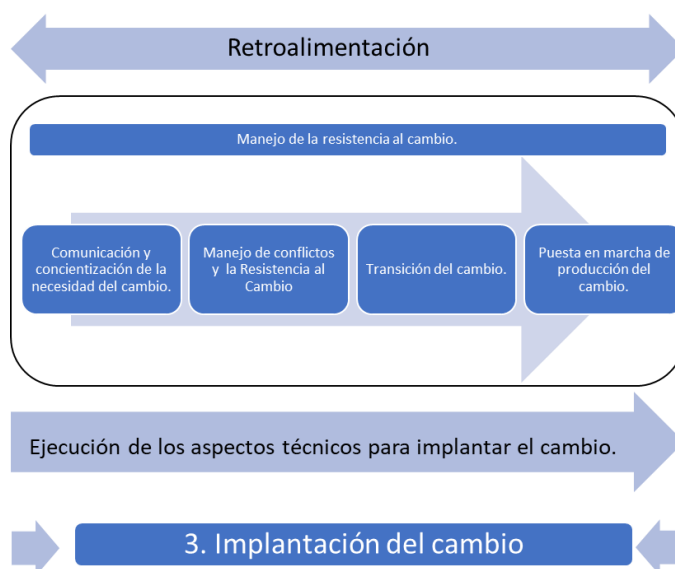 Retroalimentación
Manejo de la resistencia al cambio.
Comunicación y
concientización de la
necesidad del cambio.
Manejo de conflictos
y la Resistencia al
Cambio
Transición del cambio.
Puesta en marcha de
producción del
cambio.
Ejecución de los aspectos técnicos para implantar el cambio.
3. Implantación del cambio